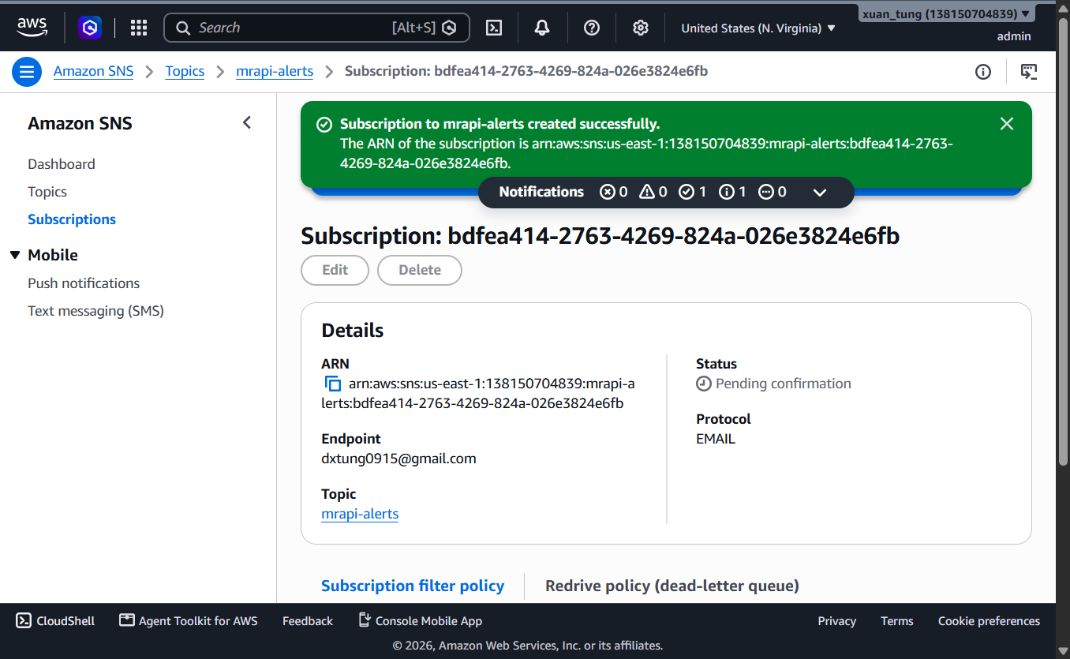 aws
Search [Alt+S]
United States (N. Virginia) ▼
xuan_tung (138150704839) ▼
admin
Amazon SNS > Topics > mrapi-alerts > Subscription: bdfea414-2763-4269-824a-026e3824e6fb
Amazon SNS
Dashboard
Topics
Subscriptions
Mobile
Push notifications
Text messaging (SMS)
Subscription to mrapi-alerts created successfully.
The ARN of the subscription is arn:aws:sns:us-east-1:138150704839:mrapi-alerts:bdfea414-2763-
4269-824a-026e3824e6fb.
Notifications 0 0 1 1 0
Subscription: bdfea414-2763-4269-824a-026e3824e6fb
Edit Delete
Details
ARN
arn:aws:sns:us-east-1:138150704839:mrapi-a
lerts:bdfea414-2763-4269-824a-026e3824e6fb
Endpoint
dxtung0915@gmail.com
Topic
mrapi-alerts
Status
Pending confirmation
Protocol
EMAIL
Subscription filter policy
Redrive policy (dead-letter queue)
CloudShell Agent Toolkit for AWS Feedback Console Mobile App Privacy Terms Cookie preferences
© 2026, Amazon Web Services, Inc. or its affiliates.